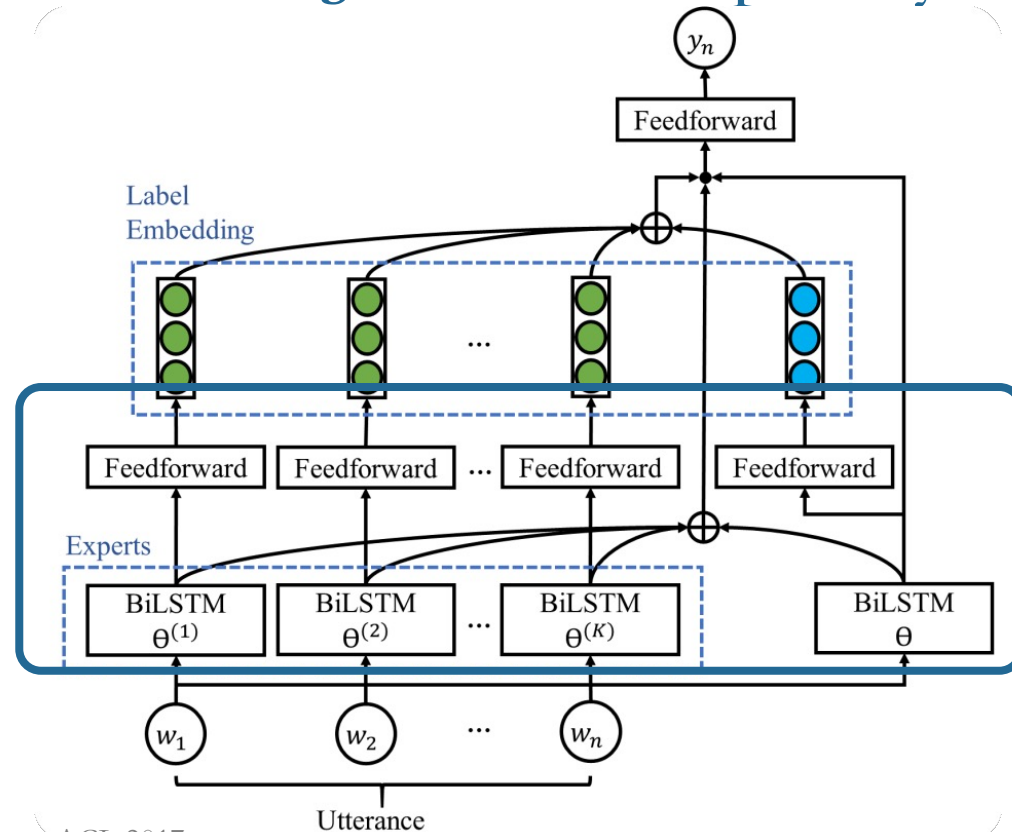 y_n
Feedforward
Label
Embedding
...
Feedforward Feedforward ... Feedforward Feedforward
Experts
BiLSTM BiLSTM BiLSTM BiLSTM
Θ^(1) Θ^(2) ... Θ^(K) Θ
w_1 w_2 ... w_n
Utterance